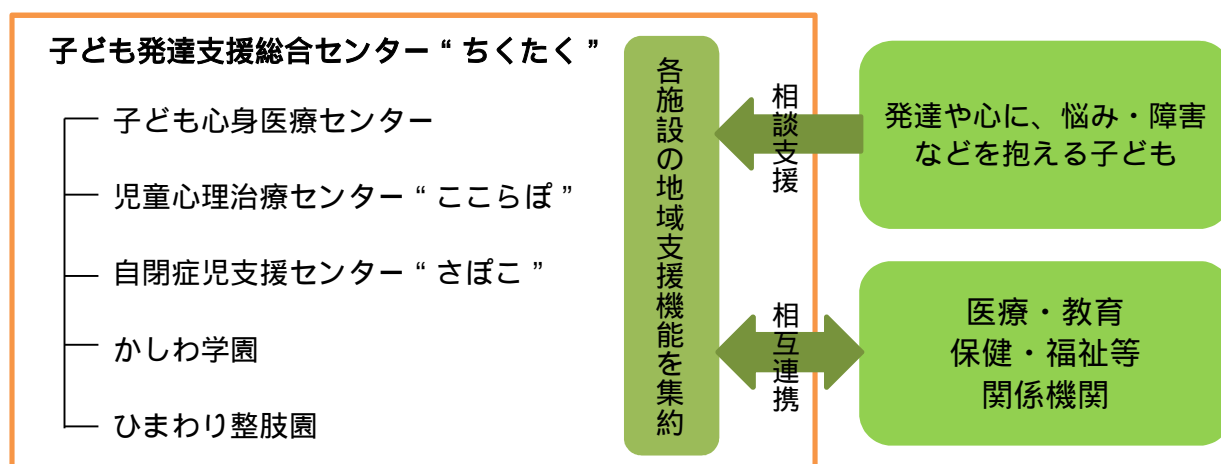 子ども発達支援総合センター“ちくたく”
子ども心身医療センター
児童心理治療センター“ここらぽ”
自閉症児支援センター“さぽこ”
かしわ学園
ひまわり整肢園
各施設の地域支援機能を集約
相談支援
発達や心に、悩み・障害
などを抱える子ども
相互連携
医療・教育
保健・福祉等
関係機関